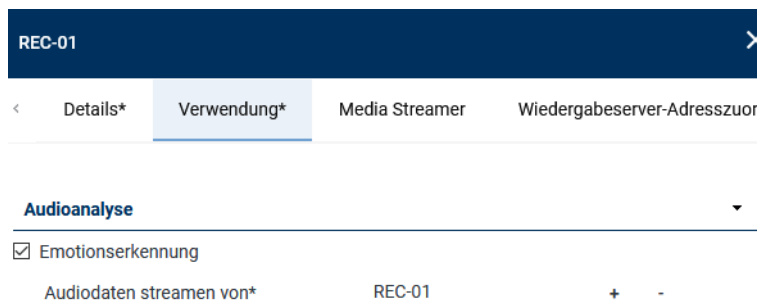 REC-01
Details* Verwendung* Media Streamer Wiedergabeserver-Adresszuor
Audioanalyse
Emotionserkennung
Audiodaten streamen von* REC-01 + -